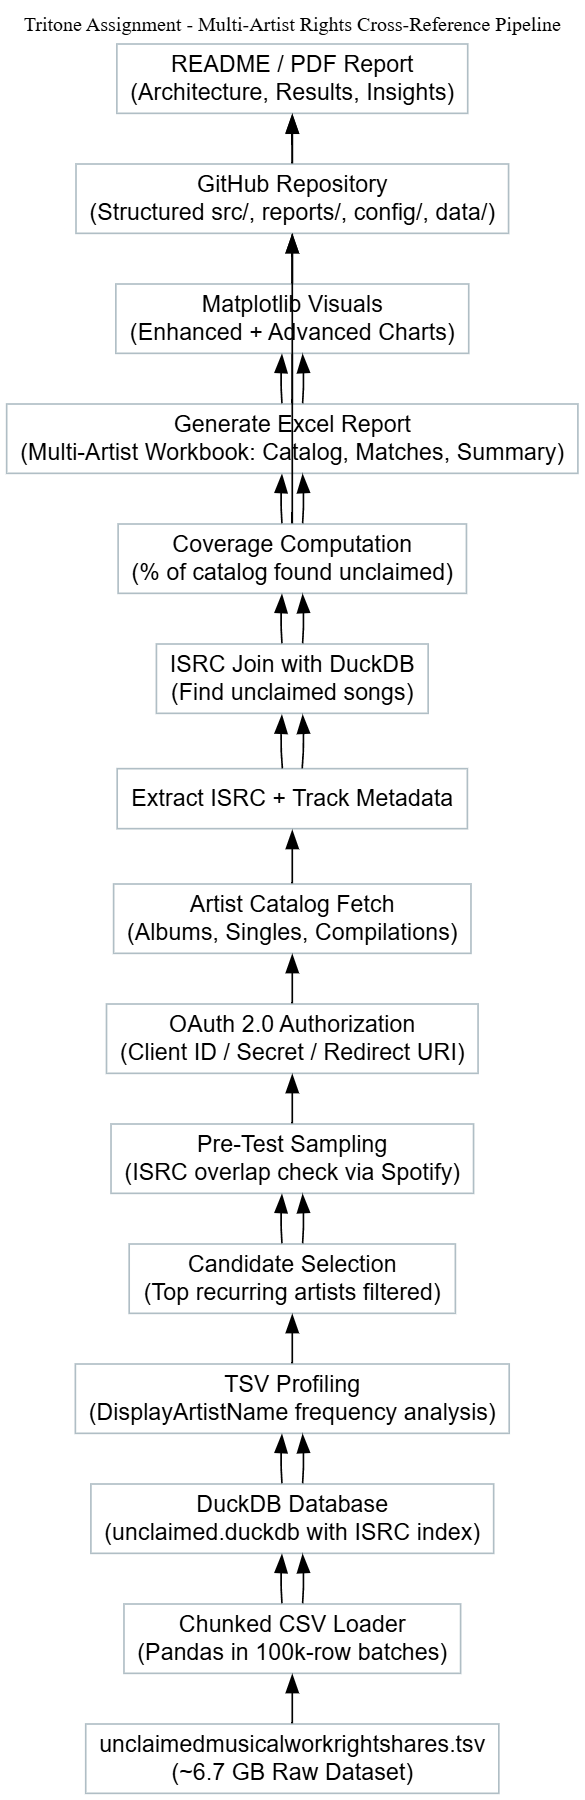 Tritone Assignment - Multi-Artist Rights Cross-Reference Pipeline
README / PDF Report
(Architecture, Results, Insights)
GitHub Repository
(Structured src/, reports/, config/, data/)
Matplotlib Visuals
(Enhanced + Advanced Charts)
Generate Excel Report
(Multi-Artist Workbook: Catalog, Matches, Summary)
Coverage Computation
(% of catalog found unclaimed)
ISRC Join with DuckDB
(Find unclaimed songs)
Extract ISRC + Track Metadata
Artist Catalog Fetch
(Albums, Singles, Compilations)
OAuth 2.0 Authorization
(Client ID / Secret / Redirect URI)
Pre-Test Sampling
(ISRC overlap check via Spotify)
Candidate Selection
(Top recurring artists filtered)
TSV Profiling
(DisplayArtistName frequency analysis)
DuckDB Database
(unclaimed.duckdb with ISRC index)
Chunked CSV Loader
(Pandas in 100k-row batches)
unclaimedmusicalworkrightshares.tsv
(~6.7 GB Raw Dataset)